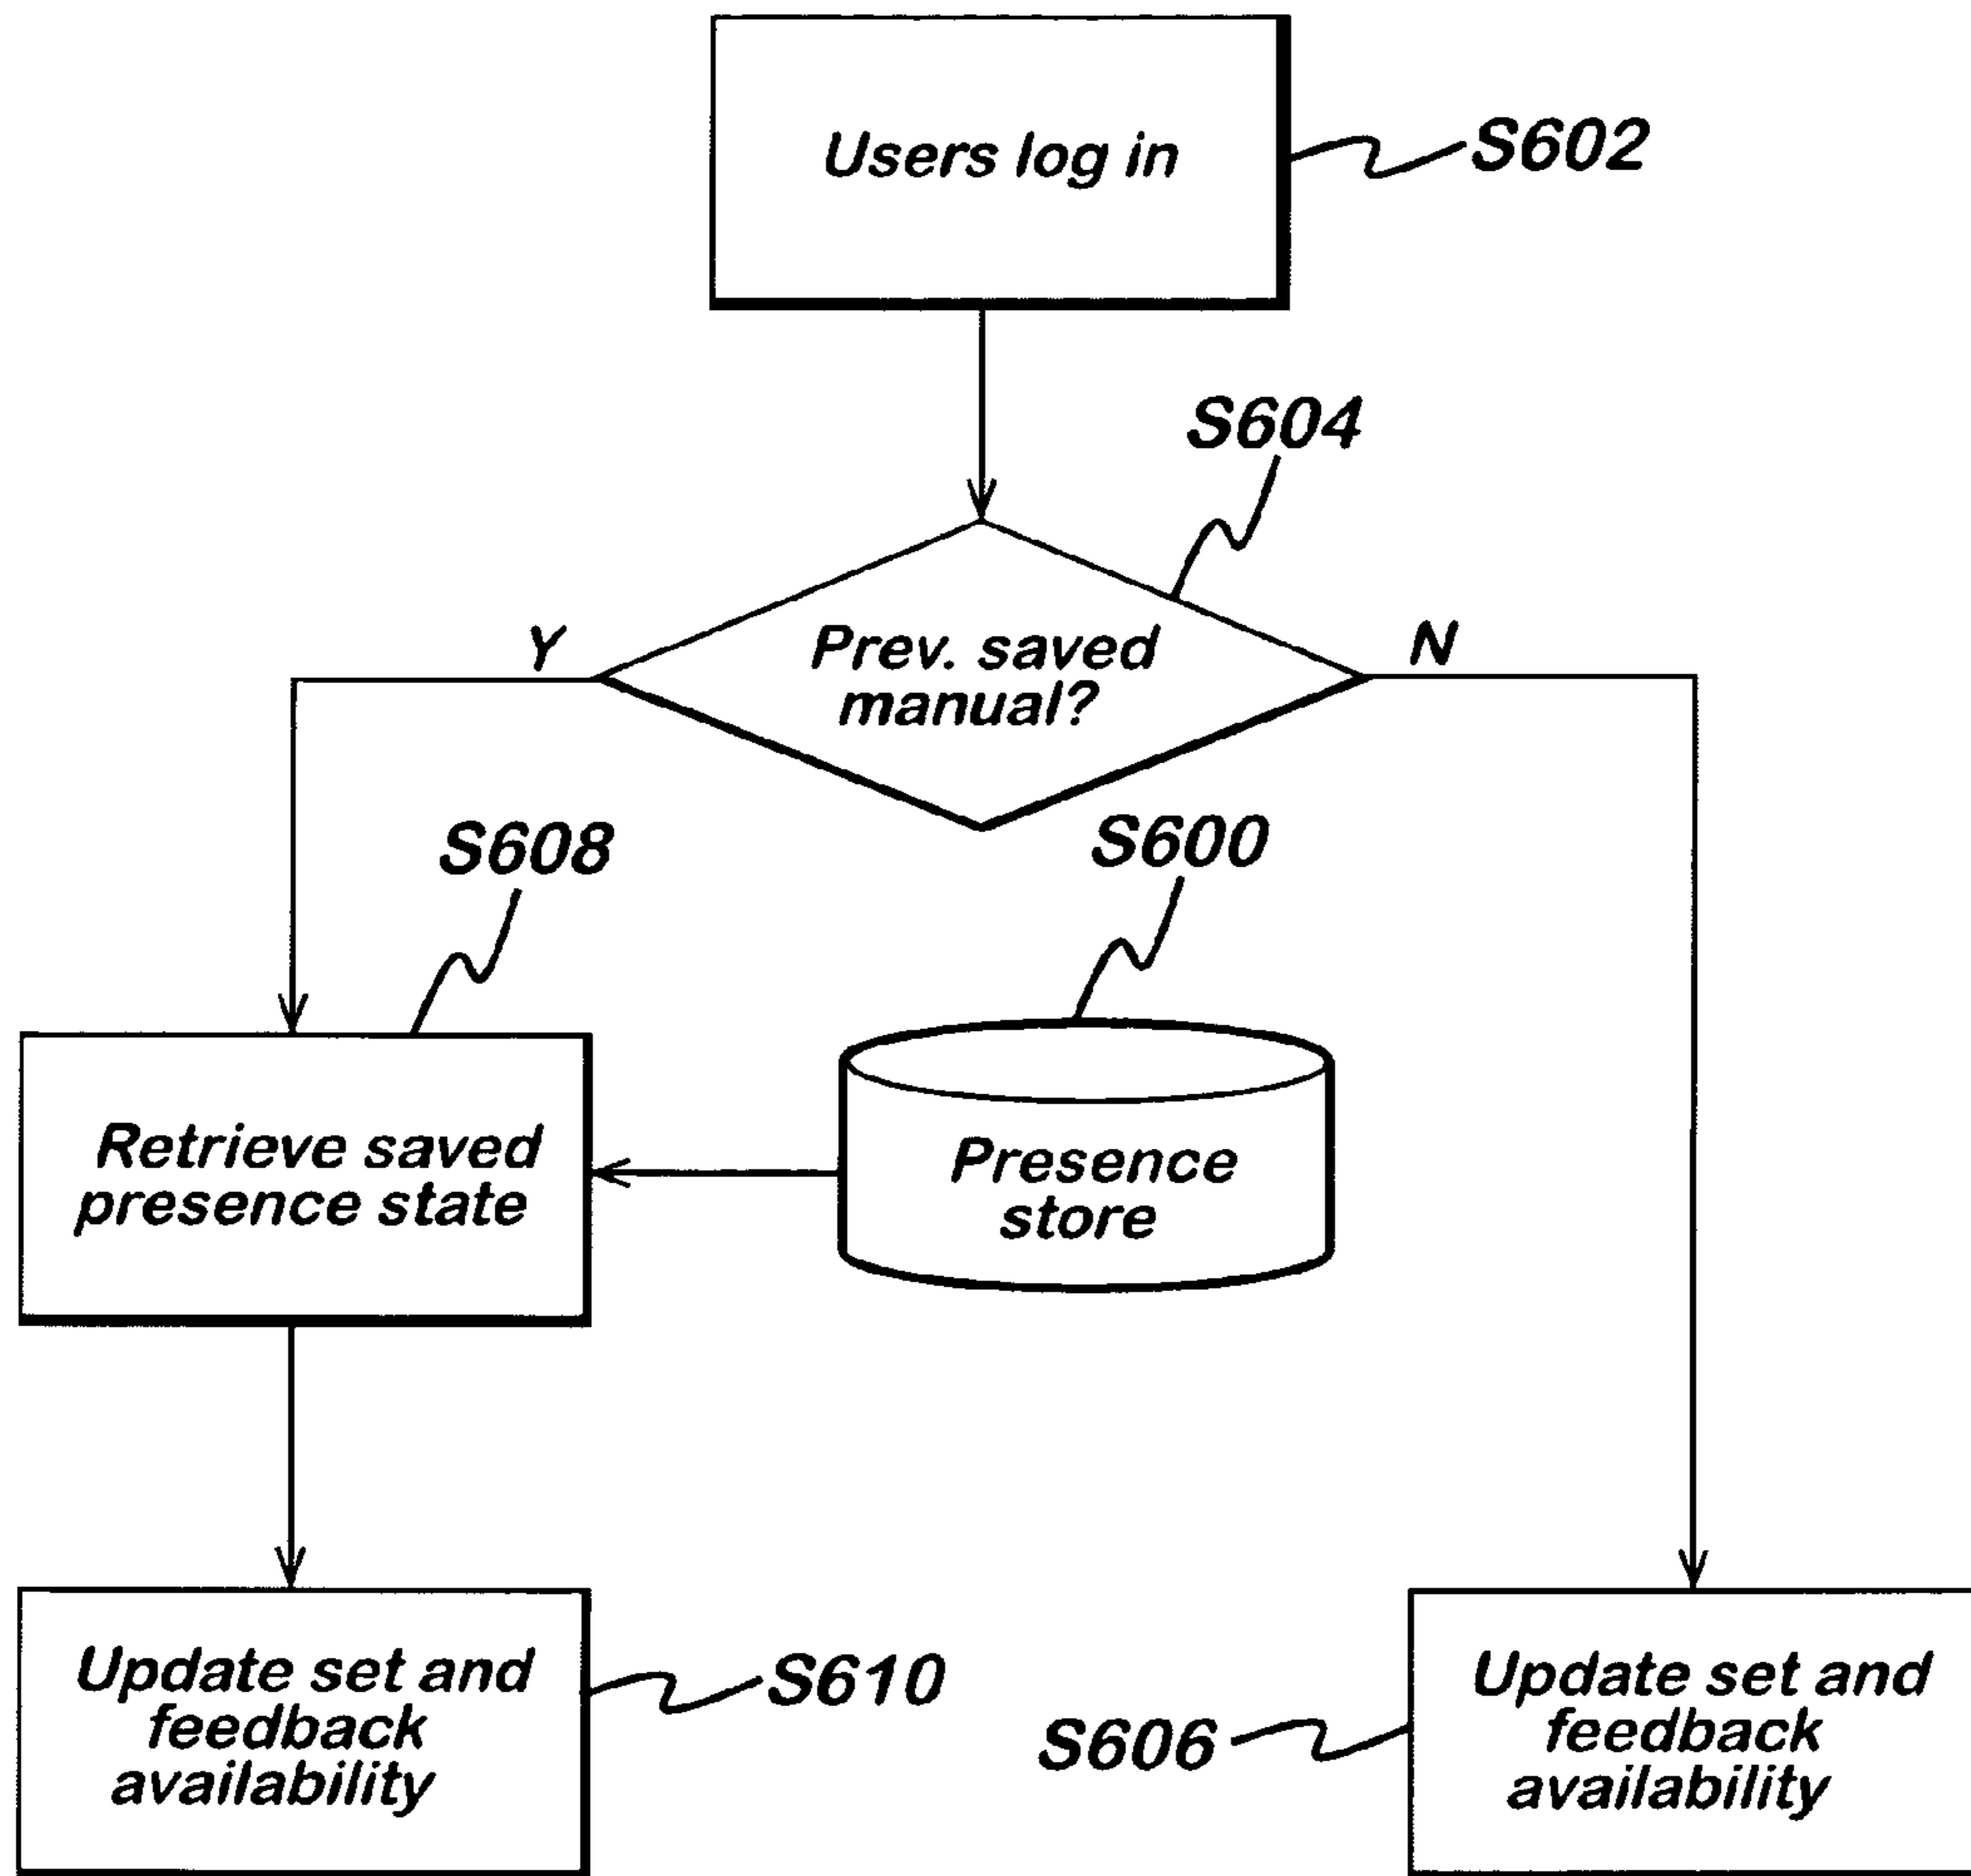 Users log in
S602
S604
Y
Prev. saved
manual?
N
S608
S600
Retrieve saved
presence state
Presence
store
Update set and
feedback
availability
S610
S606
Update set and
feedback
availability